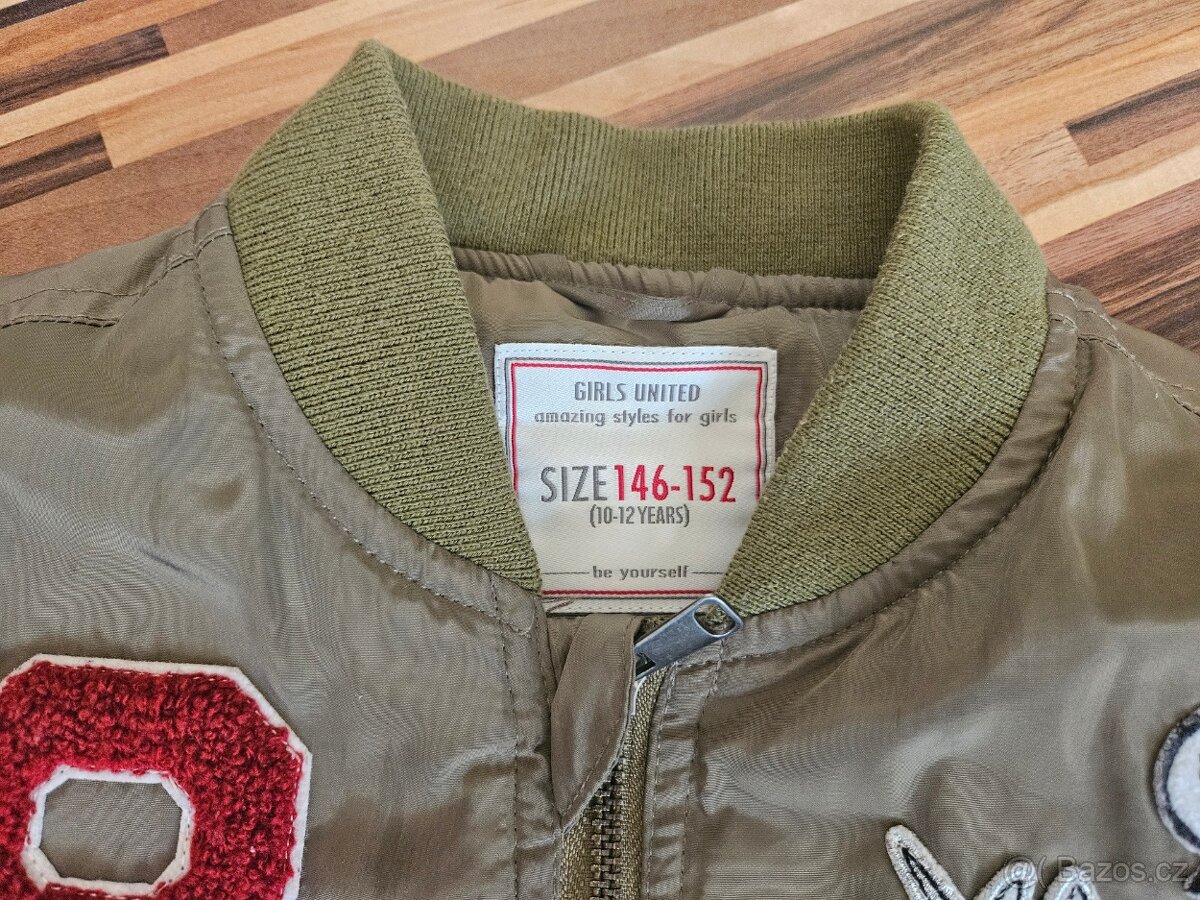 GIRLS UNITED
amazing styles for girls
SIZE 146-152
(10-12 YEARS)
be yourself
Bazos.cz